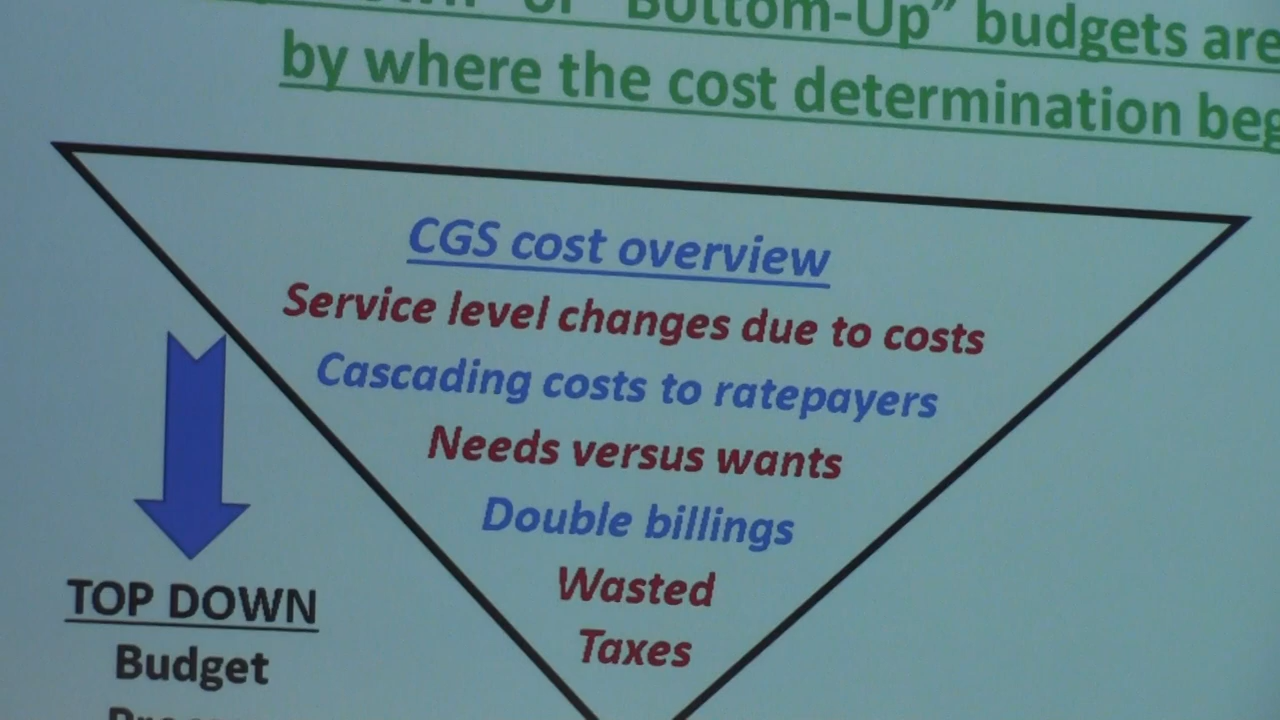 "Bottom-Up" budgets are
by where the cost determination
CGS cost overview
Service level changes due to costs
Cascading costs to ratepayers
Needs versus wants
Double billings
Wasted
Taxes
TOP DOWN
Budget